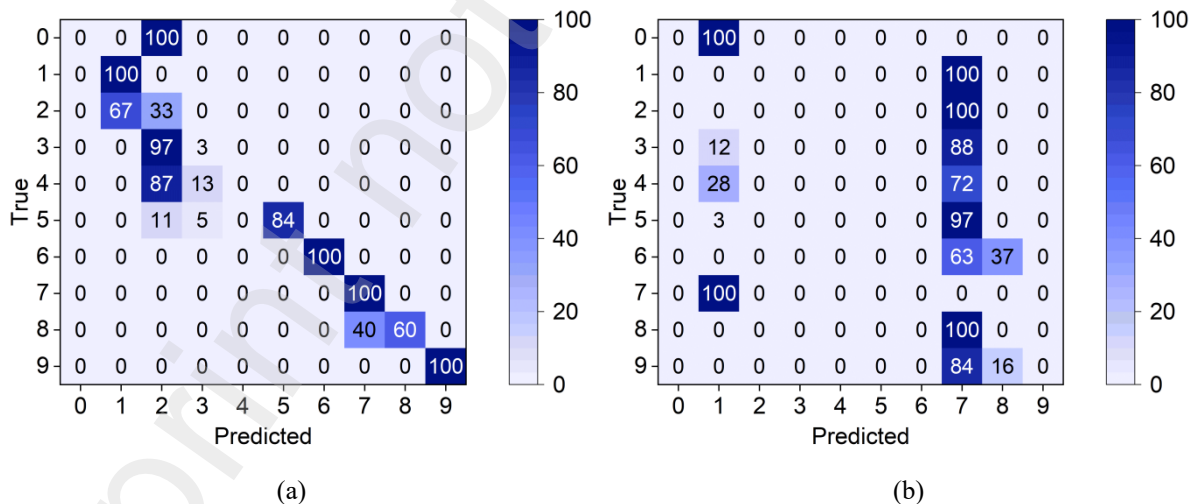 0 0 0 100 0 0 0 0 0 0 0
1 0 100 0 0 0 0 0 0 0 0
2 0 67 33 0 0 0 0 0 0 0
3 0 0 97 3 0 0 0 0 0 0
4 0 0 87 13 0 0 0 0 0 0
5 0 0 11 5 0 84 0 0 0 0
6 0 0 0 0 0 0 100 0 0 0
7 0 0 0 0 0 0 0 100 0 0
8 0 0 0 0 0 0 0 40 60 0
9 0 0 0 0 0 0 0 0 0 100
0 1 2 3 4 5 6 7 8 9
True
Predicted
100
80
60
40
20
0
(a)
0 0 100 0 0 0 0 0 0 0 0
1 0 0 0 0 0 0 0 100 0 0
2 0 0 0 0 0 0 0 100 0 0
3 0 12 0 0 0 0 0 88 0 0
4 0 28 0 0 0 0 0 72 0 0
5 0 3 0 0 0 0 0 97 0 0
6 0 0 0 0 0 0 0 63 37 0
7 0 100 0 0 0 0 0 0 0 0
8 0 0 0 0 0 0 0 100 0 0
9 0 0 0 0 0 0 0 84 16 0
0 1 2 3 4 5 6 7 8 9
True
Predicted
100
80
60
40
20
0
(b)